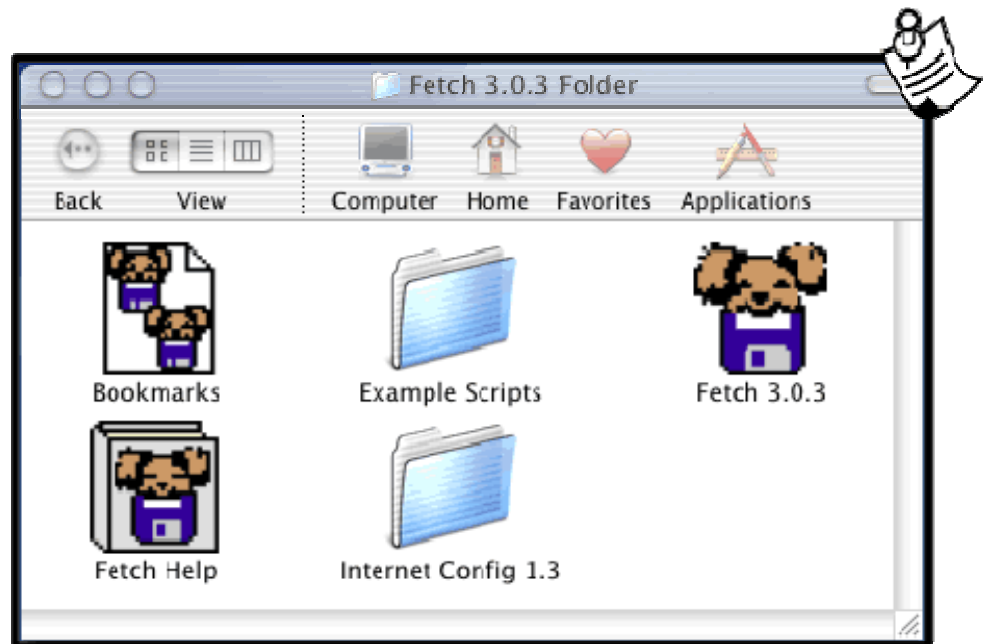 Fetch 3.0.3 Folder
Back View Computer Home Favorites Applications
Bookmarks Example Scripts Fetch 3.0.3
Fetch Help Internet Config 1.3